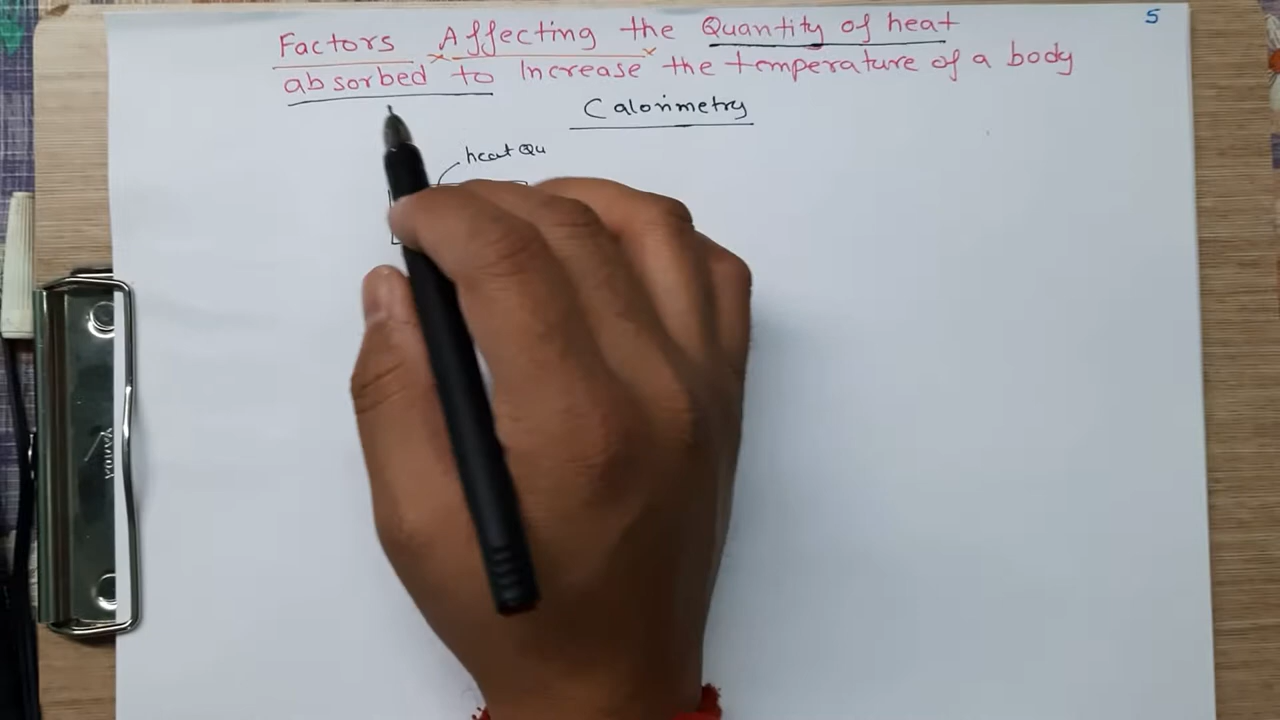 5
Factors Affecting the Quantity of heat
absorbed to Increase the temperature of a body
Calorimetry
heat Qu